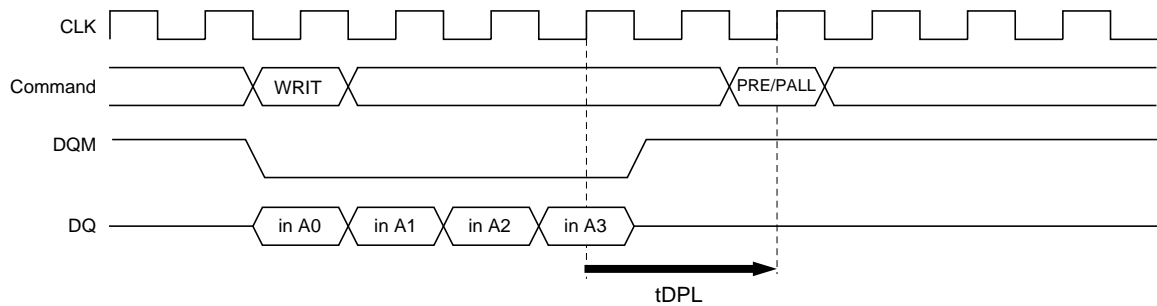 CLK
Command
WRIT
PRE/PALL
DQM
DQ
in A0
in A1
in A2
in A3
tDPL